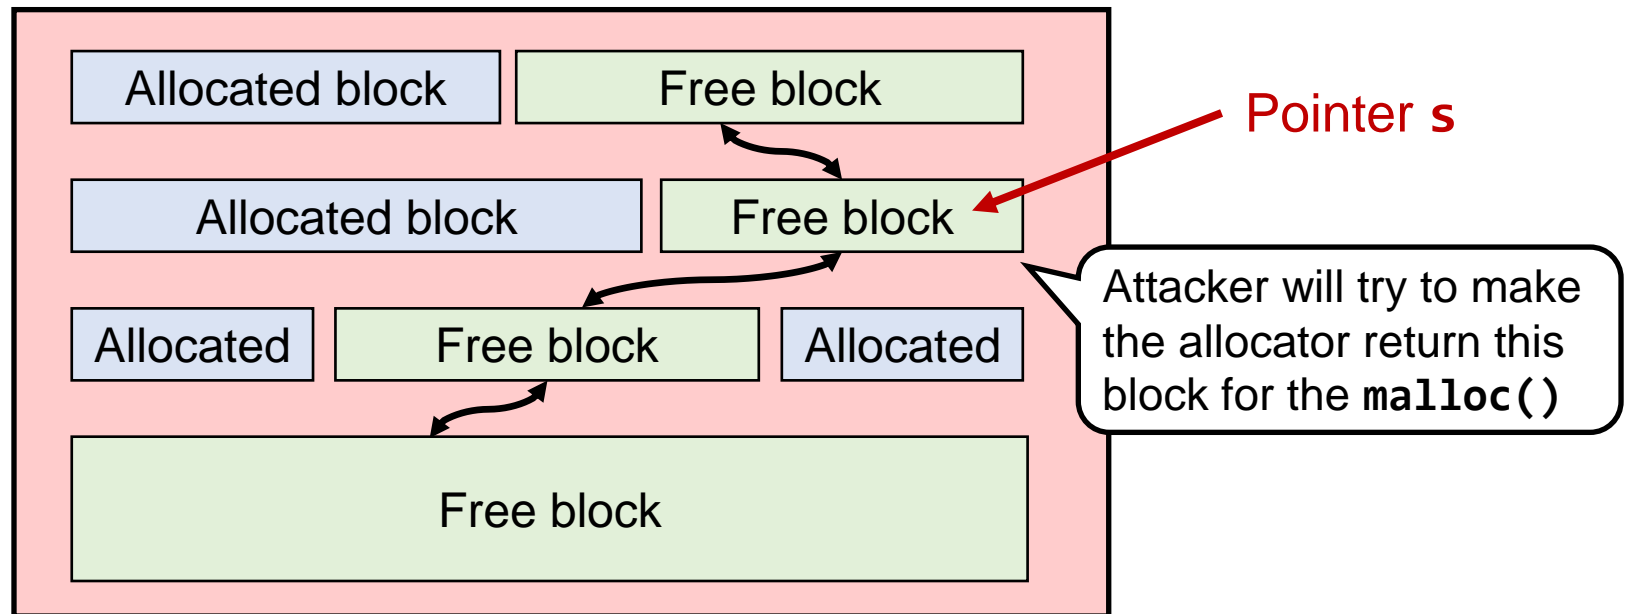 Allocated block
Free block
Pointer s
Allocated block
Free block
Attacker will try to make
the allocator return this
block for the malloc()
Allocated
Free block
Allocated
Free block